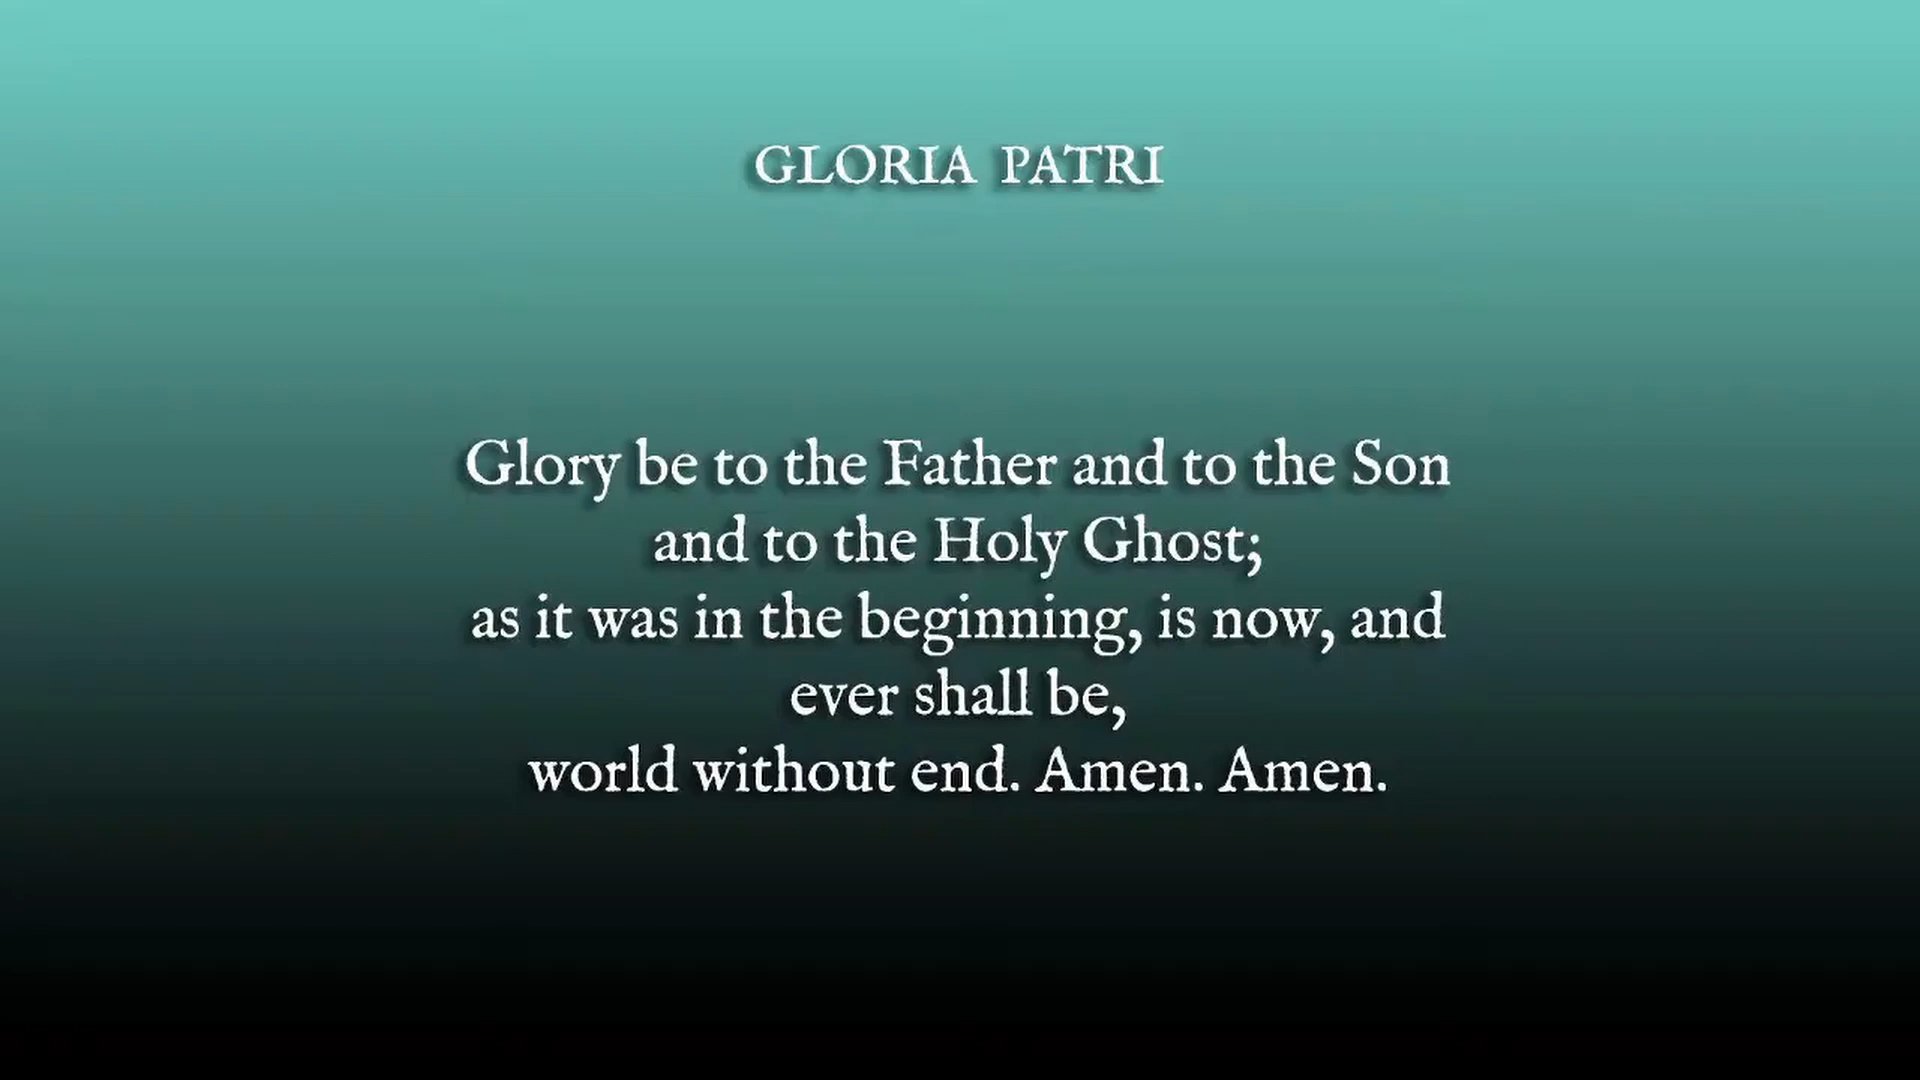 GLORIA PATRI
Glory be to the Father and to the Son
and to the Holy Ghost;
as it was in the beginning, is now, and
ever shall be,
world without end. Amen. Amen.